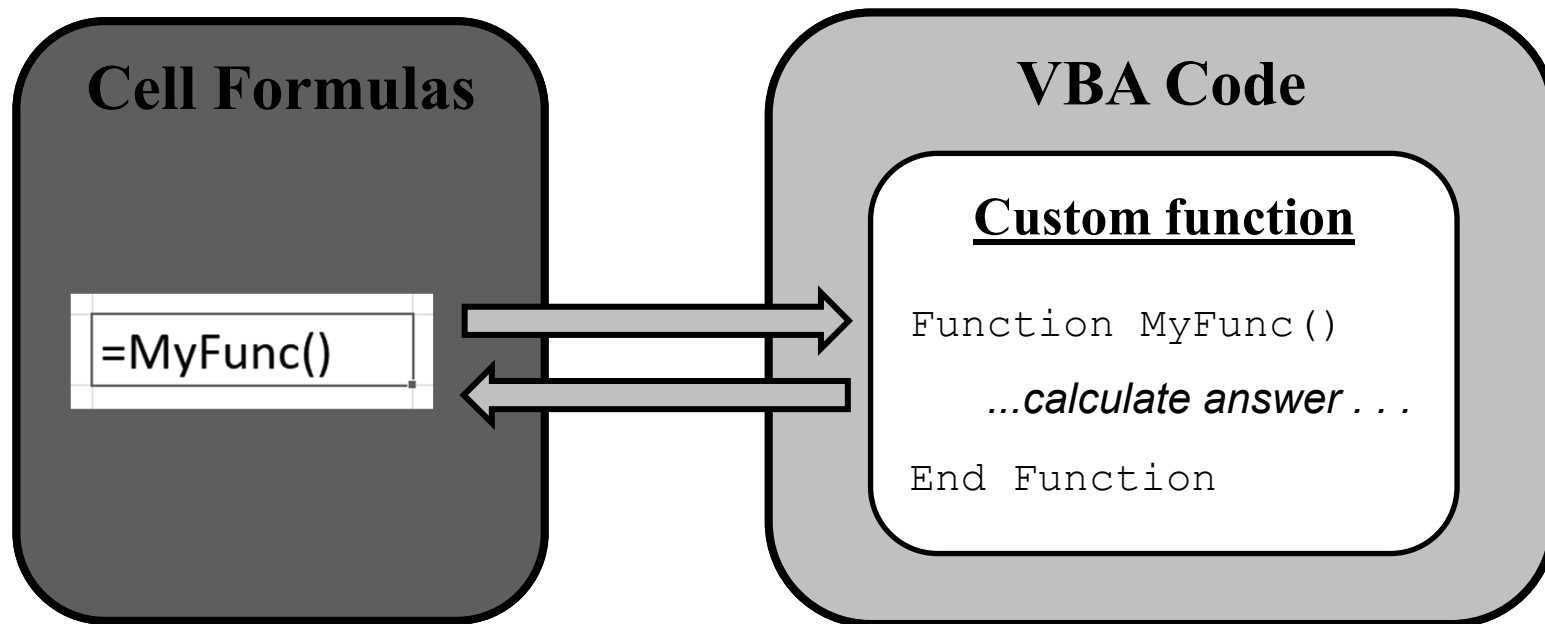 Cell Formulas
=MyFunc()
VBA Code
Custom function
Function MyFunc()
...calculate answer . . .
End Function